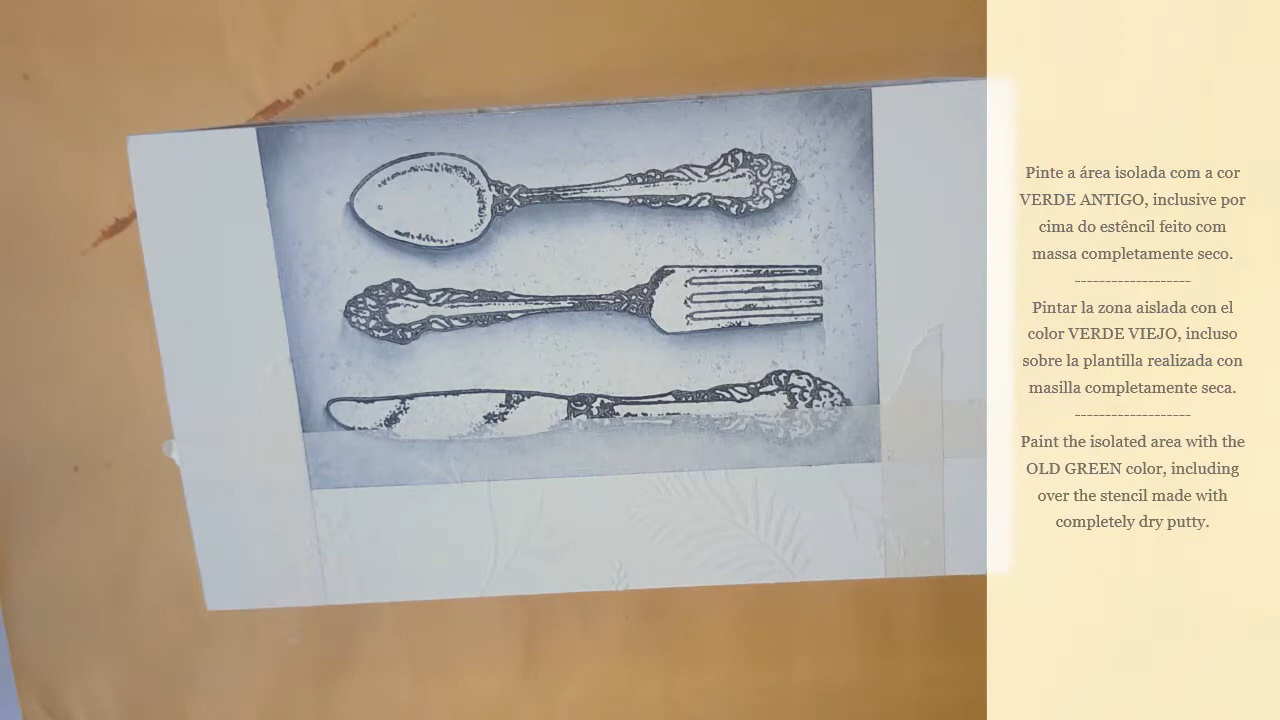 Pinte a área isolada com a cor
VERDE ANTIGO, inclusive por
cima do estêncil feito com
massa completamente seco.
-------------------
Pintar la zona aislada con el
color VERDE VIEJO, incluso
sobre la plantilla realizada con
masilla completamente seca.
-------------------
Paint the isolated area with the
OLD GREEN color, including
over the stencil made with
completely dry putty.